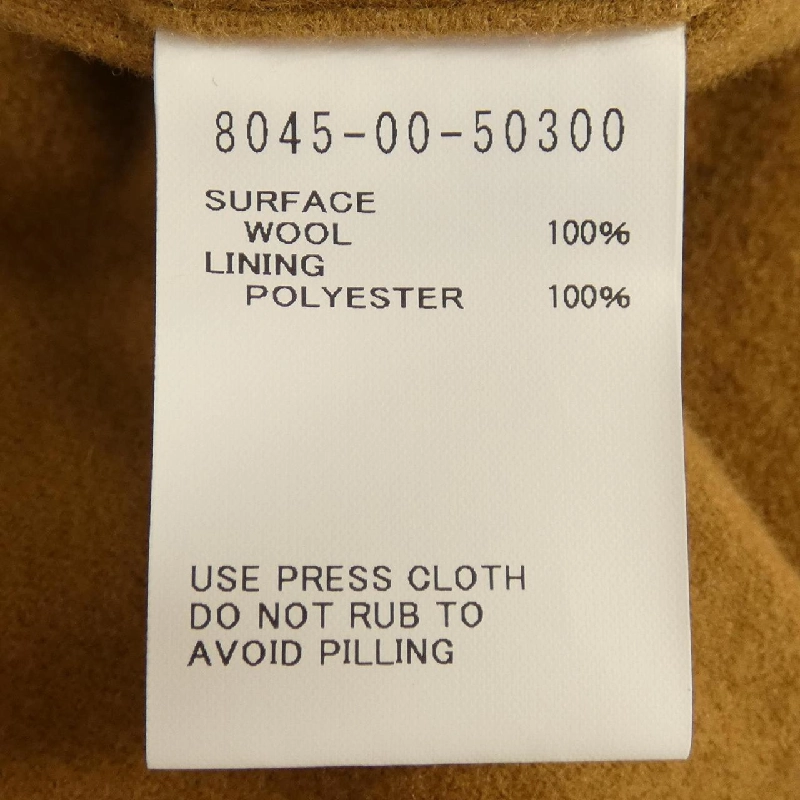 8045-00-50300
SURFACE
WOOL 100%
LINING
POLYESTER 100%
USE PRESS CLOTH
DO NOT RUB TO
AVOID PILLING